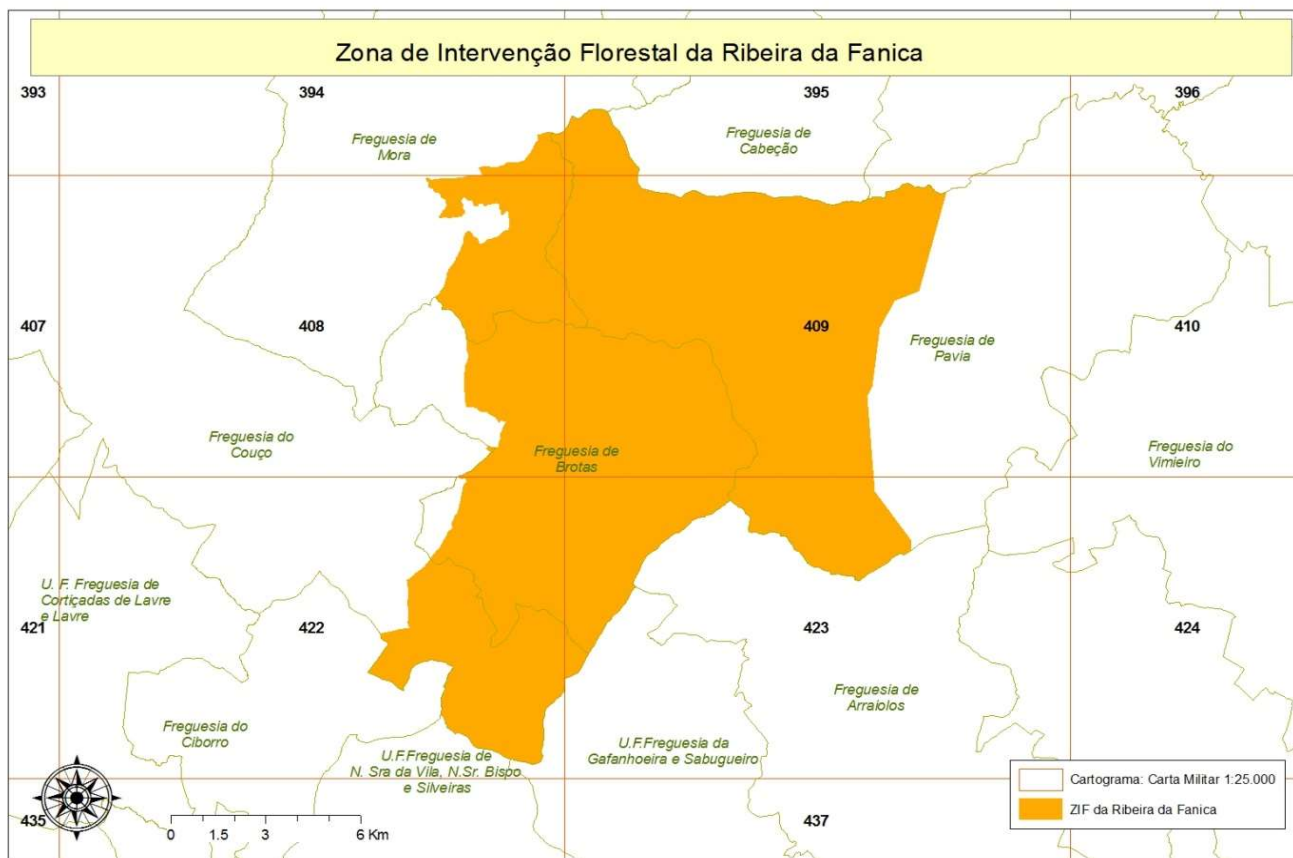 Zona de Intervenção Florestal da Ribeira da Fanica
393
394
395
396
Freguesia de
Mora
Freguesia de
Cabeção
407
408
409
410
Freguesia de
Pavia
Freguesia do
Couço
Freguesia de
Brotas
Freguesia do
Vimieiro
U. F. Freguesia de
Cortiçadas de Lavre
e Lavre
421
422
423
424
Freguesia do
Ciborro
U.F.Freguesia de
N. Sra da Vila, N.Sr. Bispo
e Silveiras
U.F.Freguesia da
Gafanhoeira e Sabugueiro
Freguesia de
Arraiolos
Cartograma: Carta Militar 1:25.000
ZIF da Ribeira da Fanica
435
0 1.5 3 6 Km
437